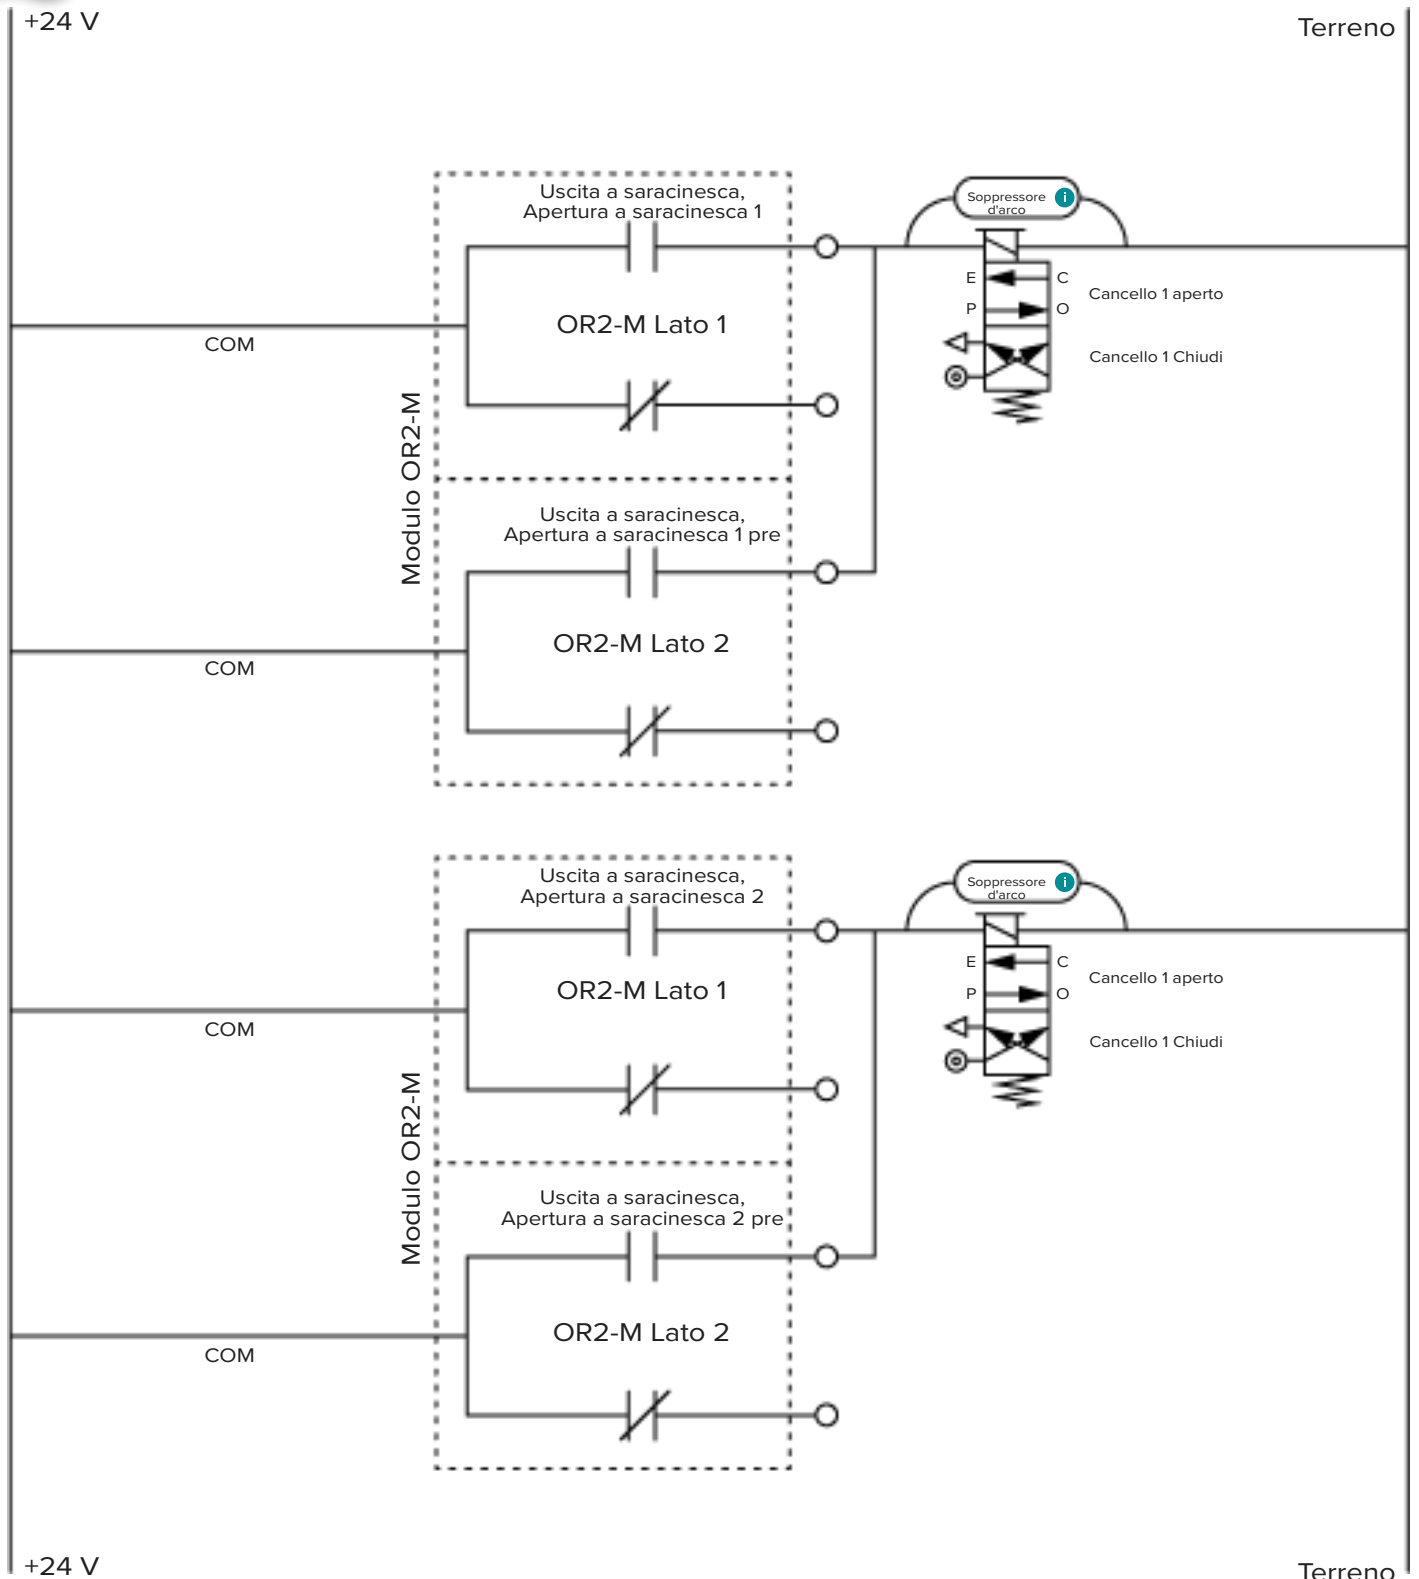 +24 V
Terreno
Uscita a saracinesca,
Apertura a saracinesca 1
Soppressore
d'arco
i
E
C
Cancello 1 aperto
P
O
OR2-M Lato 1
COM
Cancello 1 Chiudi
Modulo OR2-M
Uscita a saracinesca,
Apertura a saracinesca 1 pre
OR2-M Lato 2
COM
Uscita a saracinesca,
Apertura a saracinesca 2
Soppressore
d'arco
i
E
C
Cancello 1 aperto
P
O
OR2-M Lato 1
COM
Cancello 1 Chiudi
Modulo OR2-M
Uscita a saracinesca,
Apertura a saracinesca 2 pre
OR2-M Lato 2
COM
+24 V
Terreno